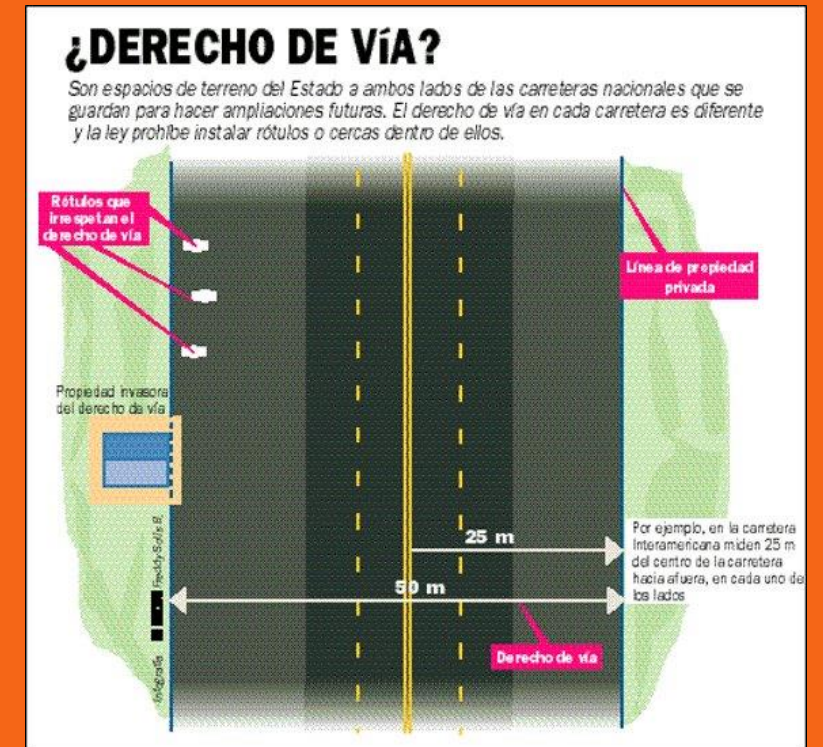 ¿DERECHO DE VíA?
Son espacios de terreno del Estado a ambos lados de las carreteras nacionales que se
guardan para hacer ampliaciones futuras. El derecho de vía en cada carretera es diferente
y la ley prohíbe instalar rótulos o cercas dentro de ellos.
Rótulos que
irrespetan el
derecho de vía
Línea de propiedad
privada
Propiedad invasora
del derecho de vía
25 m
Por ejemplo, en la carretera
Interamericana miden 25 m
del centro de la carretera
hacia afuera, en cada uno de
los lados
50 m
Derecho de vía
Infografía
Freddy Solís B.